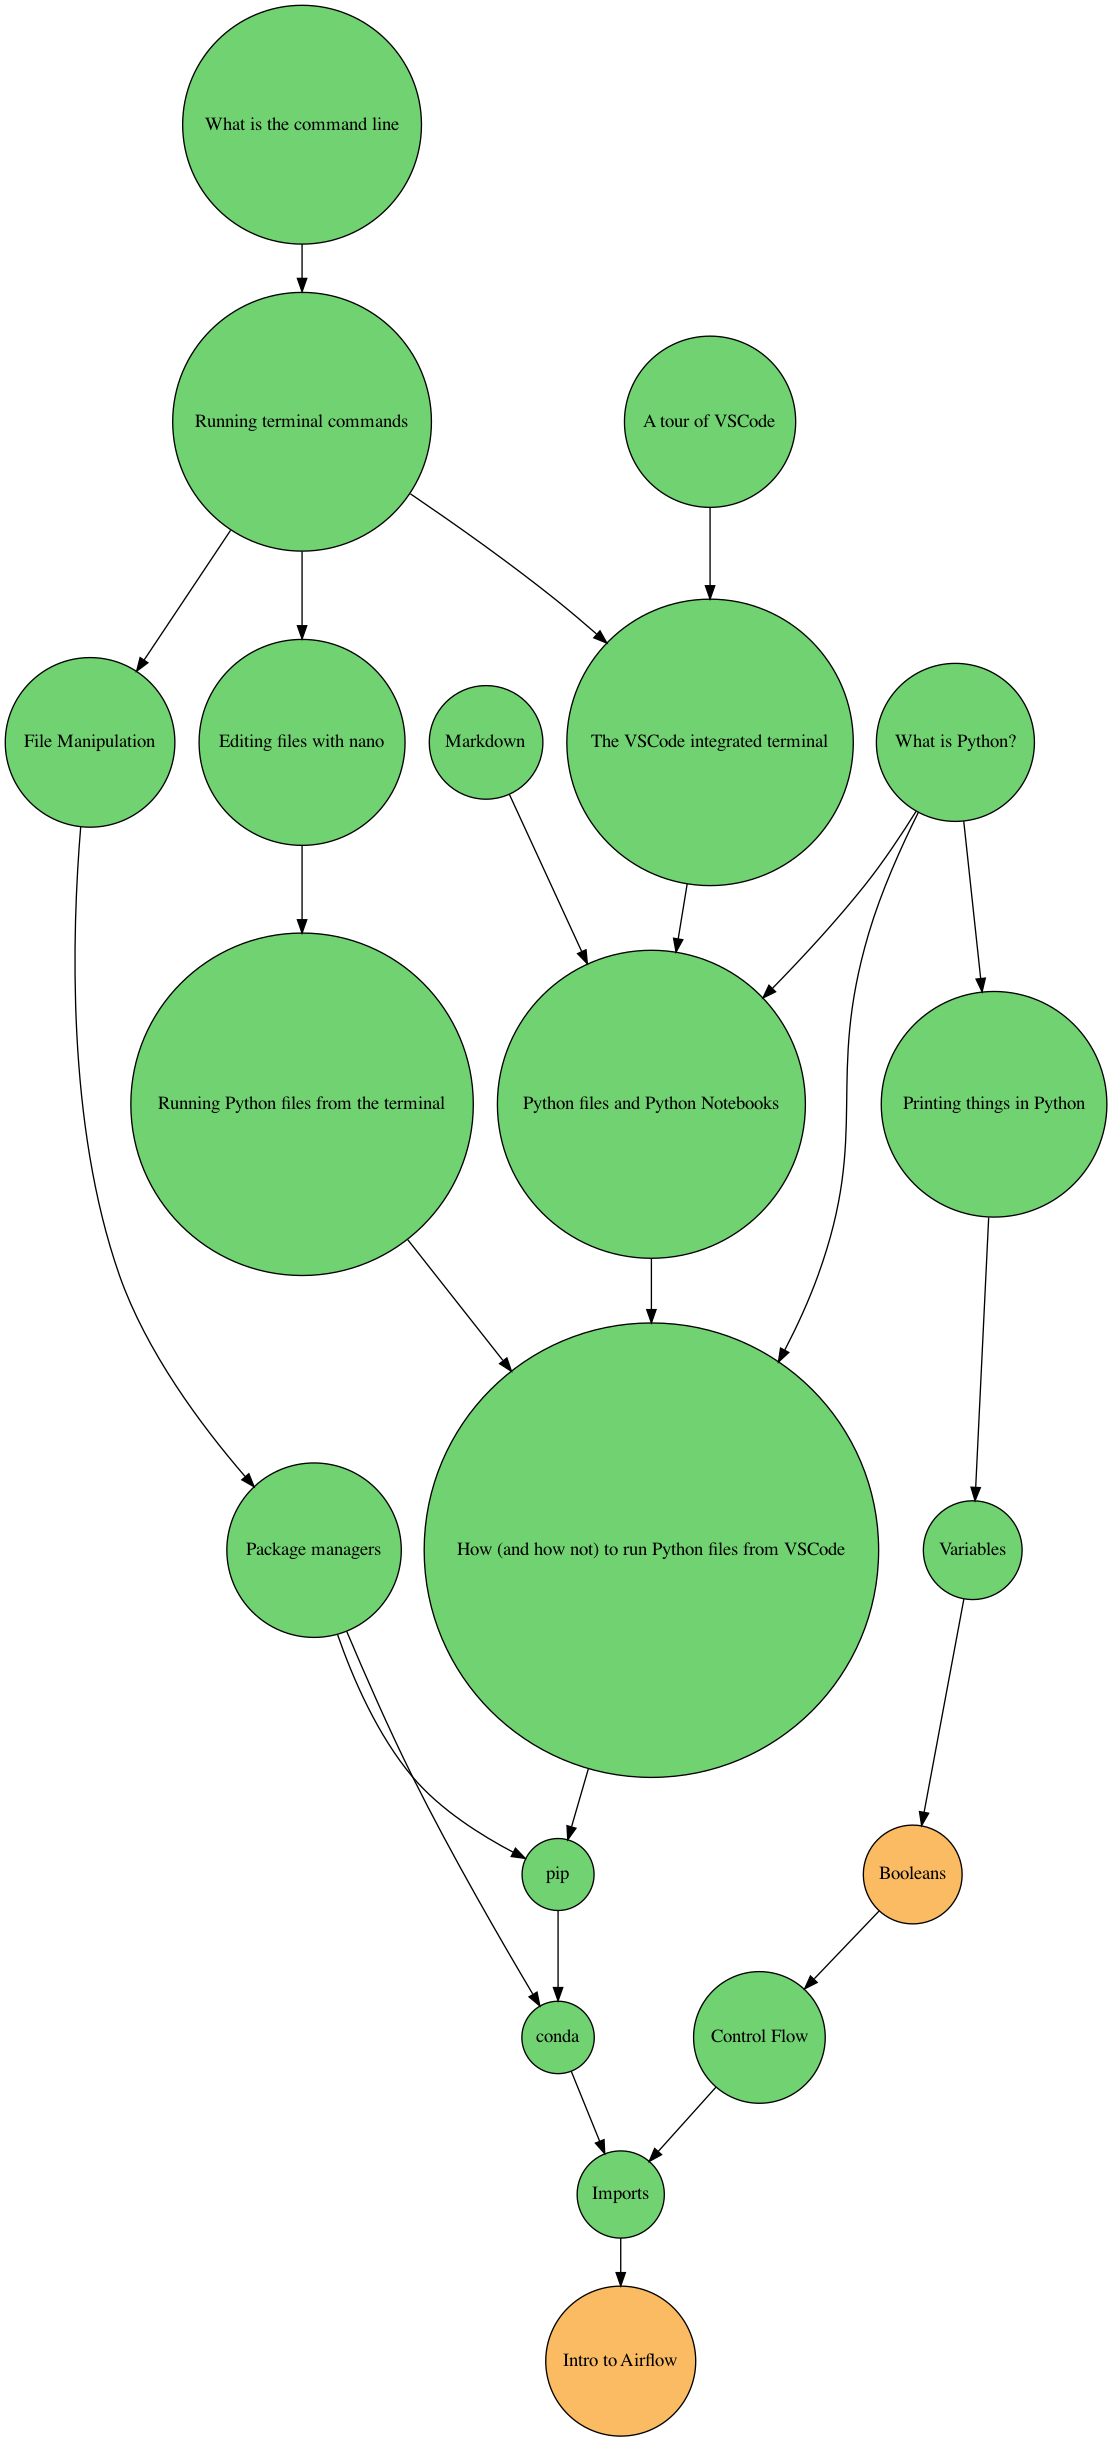 What is the command line
Running terminal commands
A tour of VSCode
File Manipulation
Editing files with nano
Markdown
The VSCode integrated terminal
What is Python?
Running Python files from the terminal
Python files and Python Notebooks
Printing things in Python
Package managers
How (and how not) to run Python files from VSCode
Variables
pip
Booleans
conda
Control Flow
Imports
Intro to Airflow